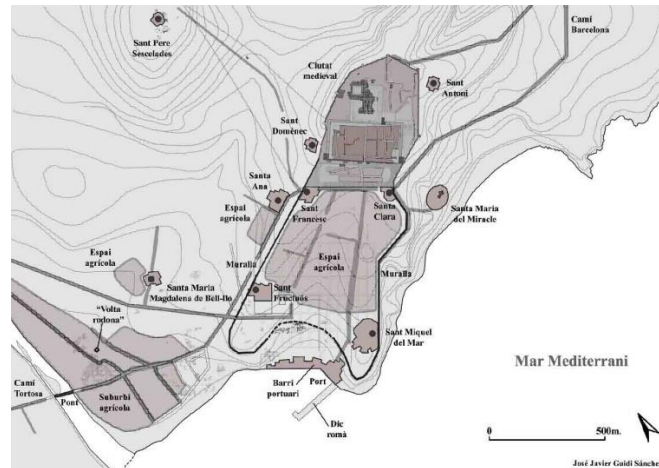 Sant Pere
Sescelades
Ciutat
medieval
Camí
Barcelona
Sant
Antoni
Sant
Domènec
Santa
Ana
Espai
agrícola
Sant
Francesc
Santa
Clara
Santa Maria
del Miracle
Espai
agrícola
Muralla
Espai
agrícola
Muralla
Santa Maria
Magdalena de Bell-lloc
Sant
Fructuós
"Volta
rodona"
Sant Miquel
del Mar
Mar Mediterrani
Camí
Tortosa
Pont
Suburbi
agrícola
Barri
portuari
Port
Dic
romà
0
500m.
José Javier Guidi Sánchez